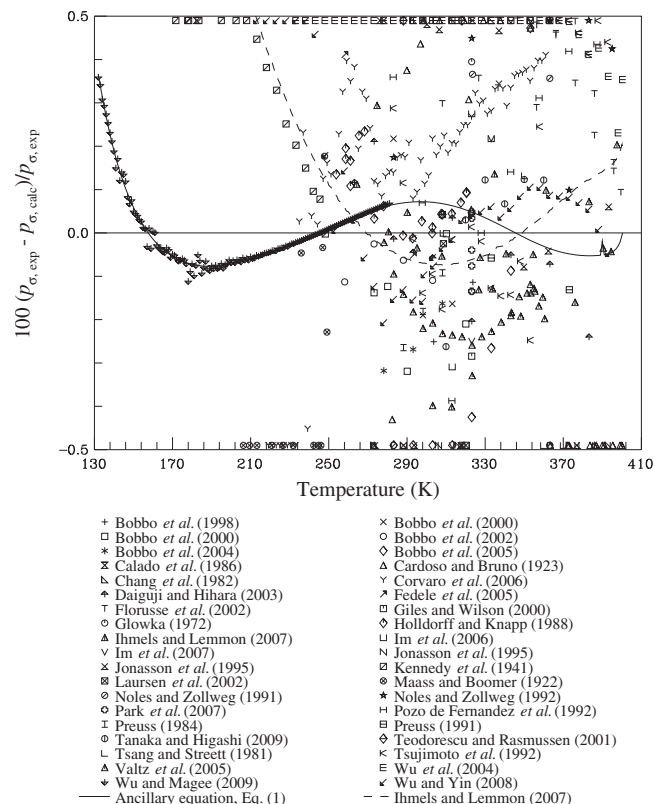 0.5
0.0
−0.5
100 (pσ, exp - pσ, calc)/pσ, exp
130 170 210 250 290 330 370 410
Temperature (K)
Bobbo et al. (1998) Bobbo et al. (2000)
Bobbo et al. (2000) Bobbo et al. (2002)
Bobbo et al. (2004) Bobbo et al. (2005)
Calado et al. (1986) Cardoso and Bruno (1923)
Chang et al. (1982) Corvaro et al. (2006)
Daiguji and Hihara (2003) Fedele et al. (2005)
Florusse et al. (2002) Giles and Wilson (2000)
Glowka (1972) Holldorff and Knapp (1988)
Ihmels and Lemmon (2007) Im et al. (2006)
Im et al. (2007) Jonasson et al. (1995)
Jonasson et al. (1995) Kennedy et al. (1941)
Laursen et al. (2002) Maass and Boomer (1922)
Noles and Zollweg (1991) Noles and Zollweg (1992)
Park et al. (2007) Pozo de Fernandez et al. (1992)
Preuss (1984) Preuss (1991)
Tanaka and Higashi (2009) Teodorescu and Rasmussen (2001)
Tsang and Streett (1981) Tsujimoto et al. (1992)
Valtz et al. (2005) Wu et al. (2004)
Wu and Magee (2009) Wu and Yin (2008)
Ancillary equation, Eq. (1) Ihmels and Lemmon (2007)